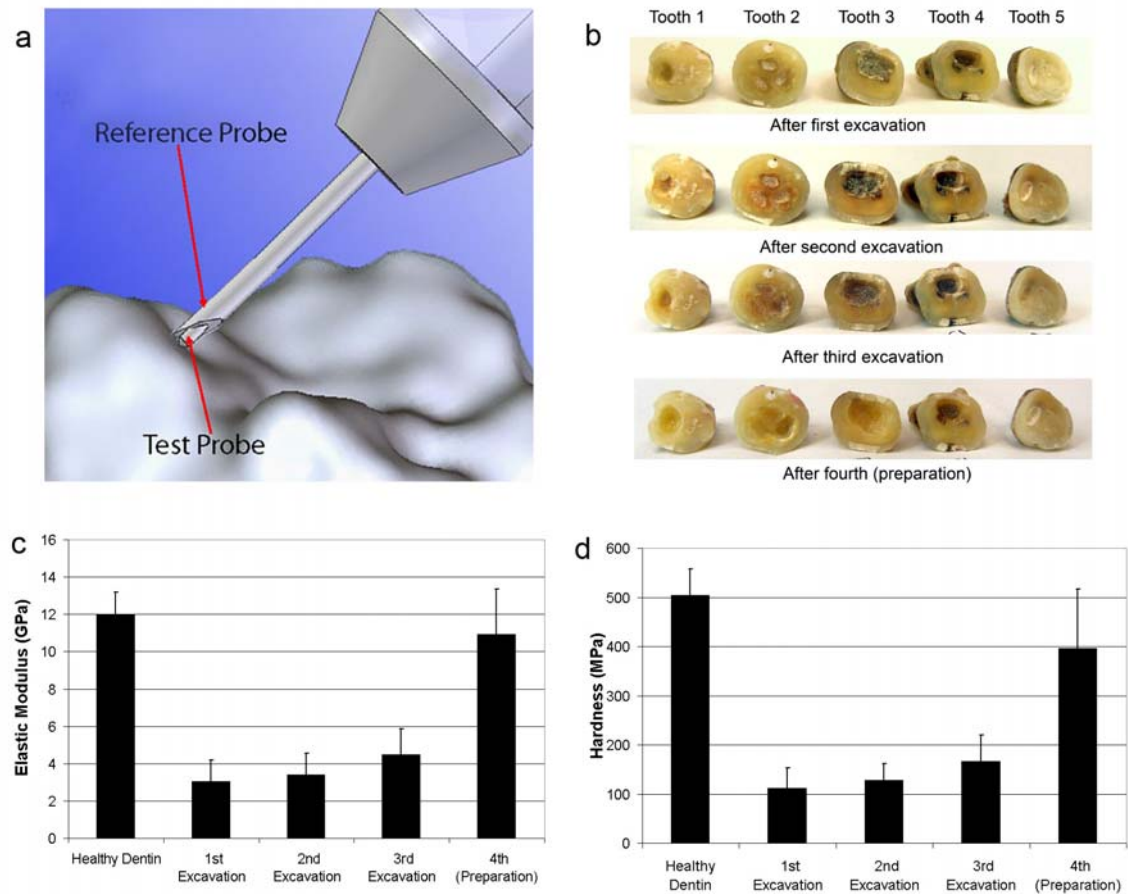 a
Reference Probe
Test Probe
b
Tooth 1 Tooth 2 Tooth 3 Tooth 4 Tooth 5
After first excavation
After second excavation
After third excavation
After fourth (preparation)
c
Elastic Modulus (GPa)
16
14
12
10
8
6
4
2
0
Healthy Dentin 1st Excavation 2nd Excavation 3rd Excavation 4th (Preparation)
d
Hardness (MPa)
600
500
400
300
200
100
0
Healthy Dentin 1st Excavation 2nd Excavation 3rd Excavation 4th (Preparation)